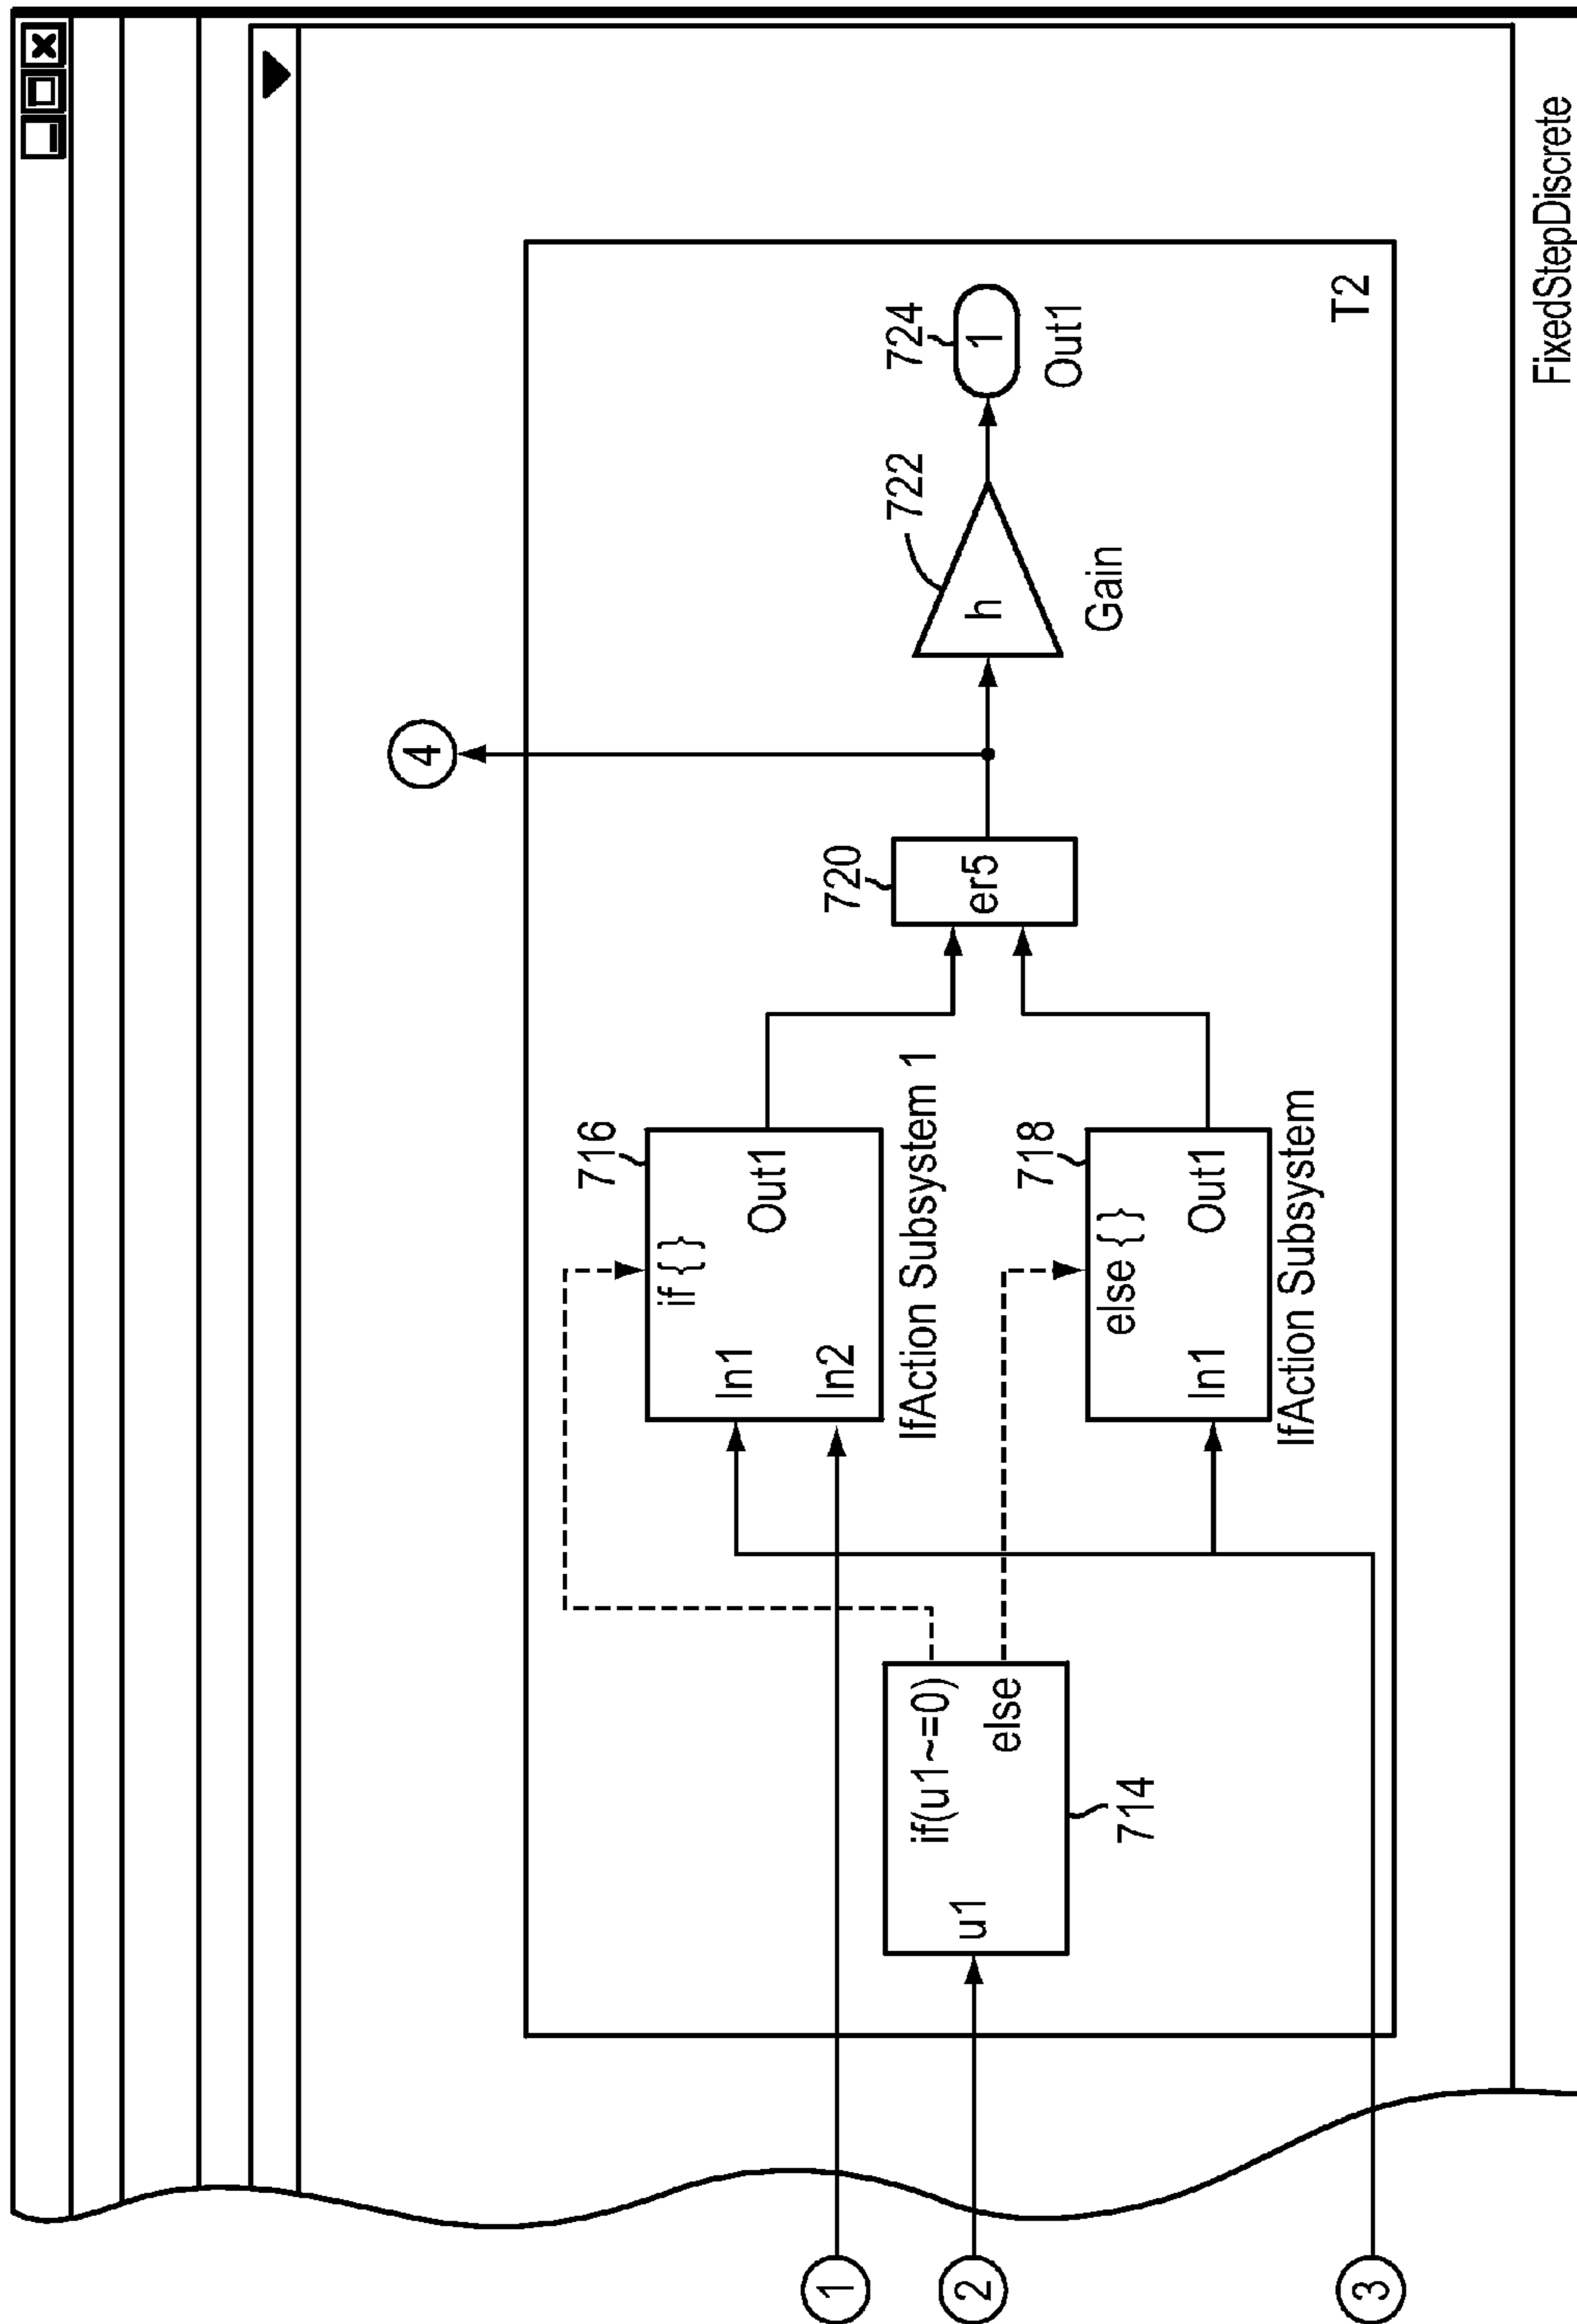 4
716
if { }
In1
Out1
In2
IfAction Subsystem 1
1
720
er5
722
h
Gain
724
1
Out1
if(u1~=0)
u1
else
714
2
718
else { }
In1
Out1
IfAction Subsystem
T2
3
FixedStepDiscrete